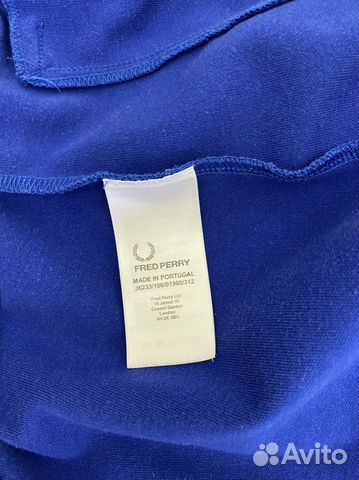 FRED PERRY
MADE IN PORTUGAL
J6233/100/01980/312
Fred Perry Ltd
14 James St
Covent Garden
London
WC2E 8BU
Avito